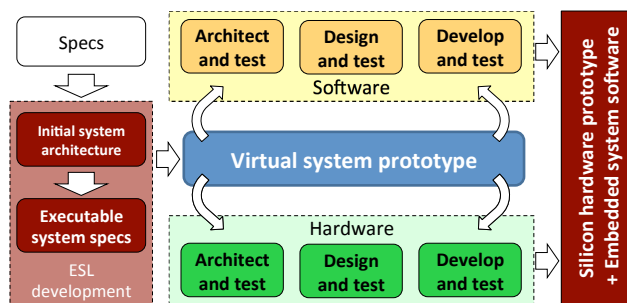 Specs
Initial system
architecture
Executable
system specs
ESL
development
Architect
and test
Design
and test
Develop
and test
Software
Virtual system prototype
Hardware
Architect
and test
Design
and test
Develop
and test
Silicon hardware prototype
+ Embedded system software